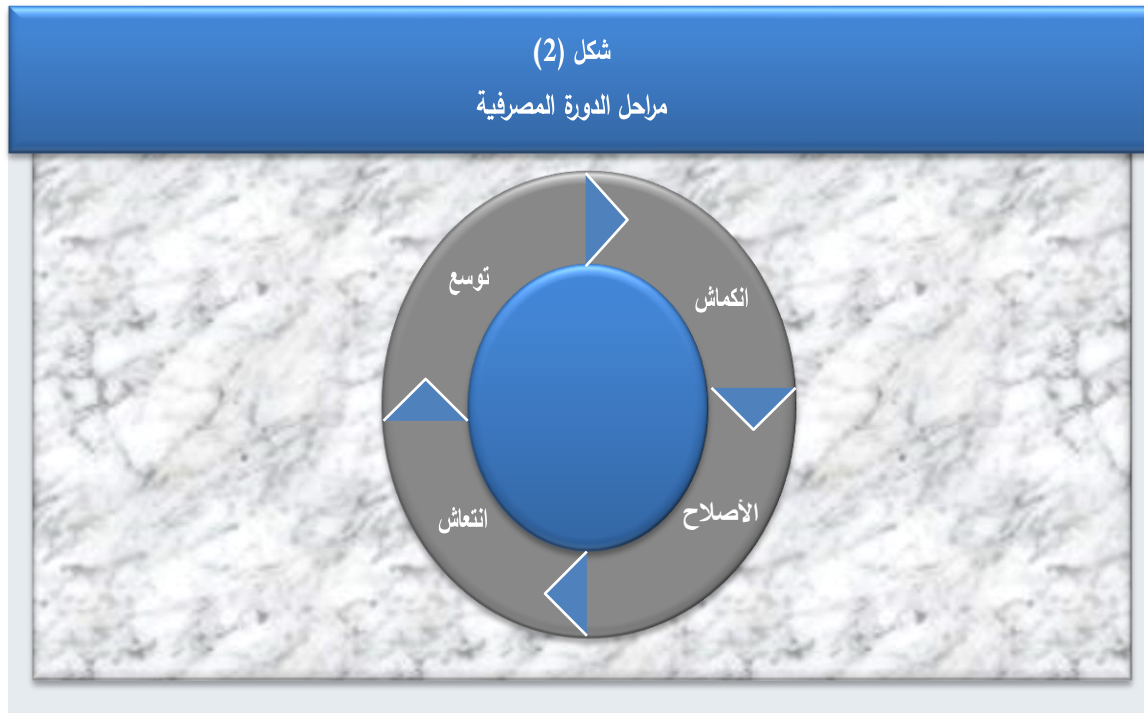 شكل (2)
مراحل الدورة المصرفية
توسع
انكماش
الأصلاح
انتعاش